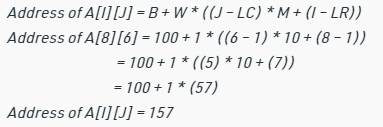 Address of A[I][J] = B + W * ((J – LC) * M + (I – LR))
Address of A[8][6] = 100 + 1 * ((6 – 1) * 10 + (8 – 1))
= 100 + 1 * ((5) * 10 + (7))
= 100 + 1 * (57)
Address of A[I][J] = 157